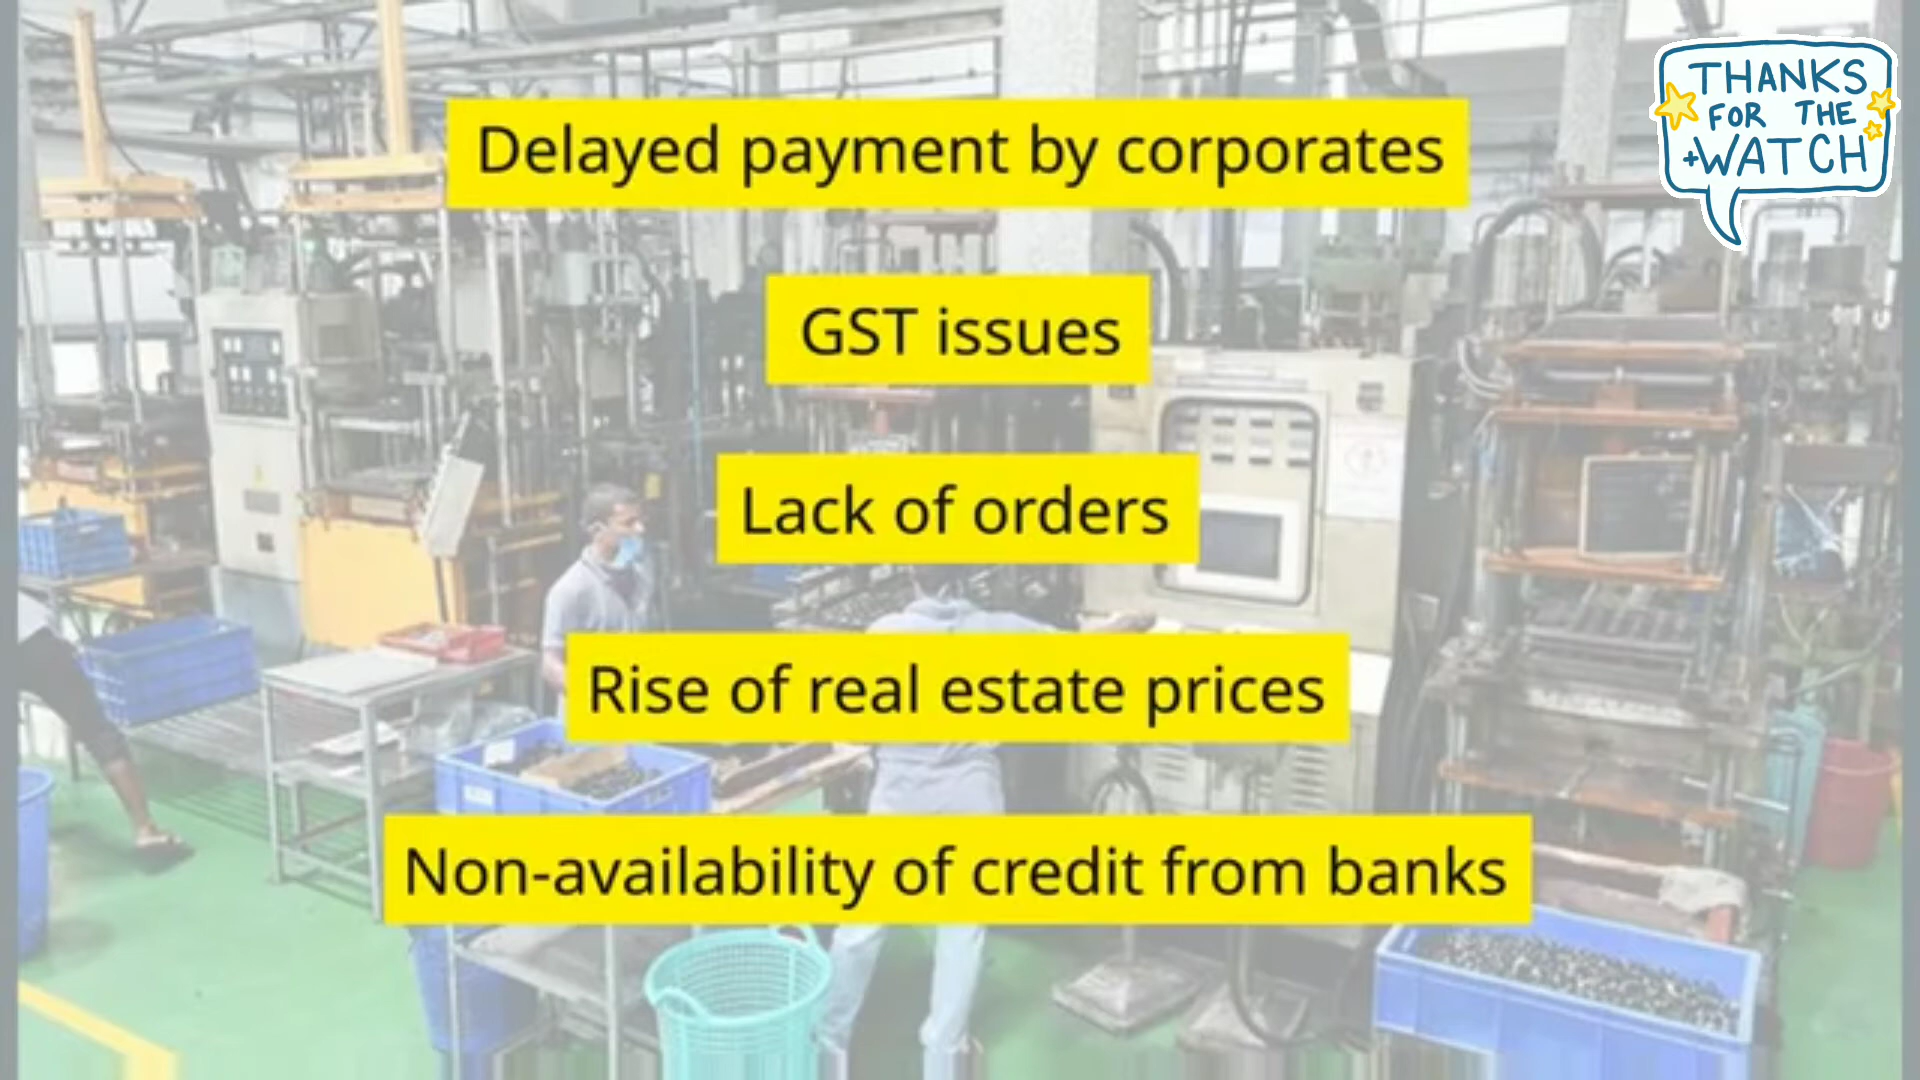 THANKS
FOR THE
WATCH
Delayed payment by corporates
GST issues
Lack of orders
Rise of real estate prices
Non-availability of credit from banks